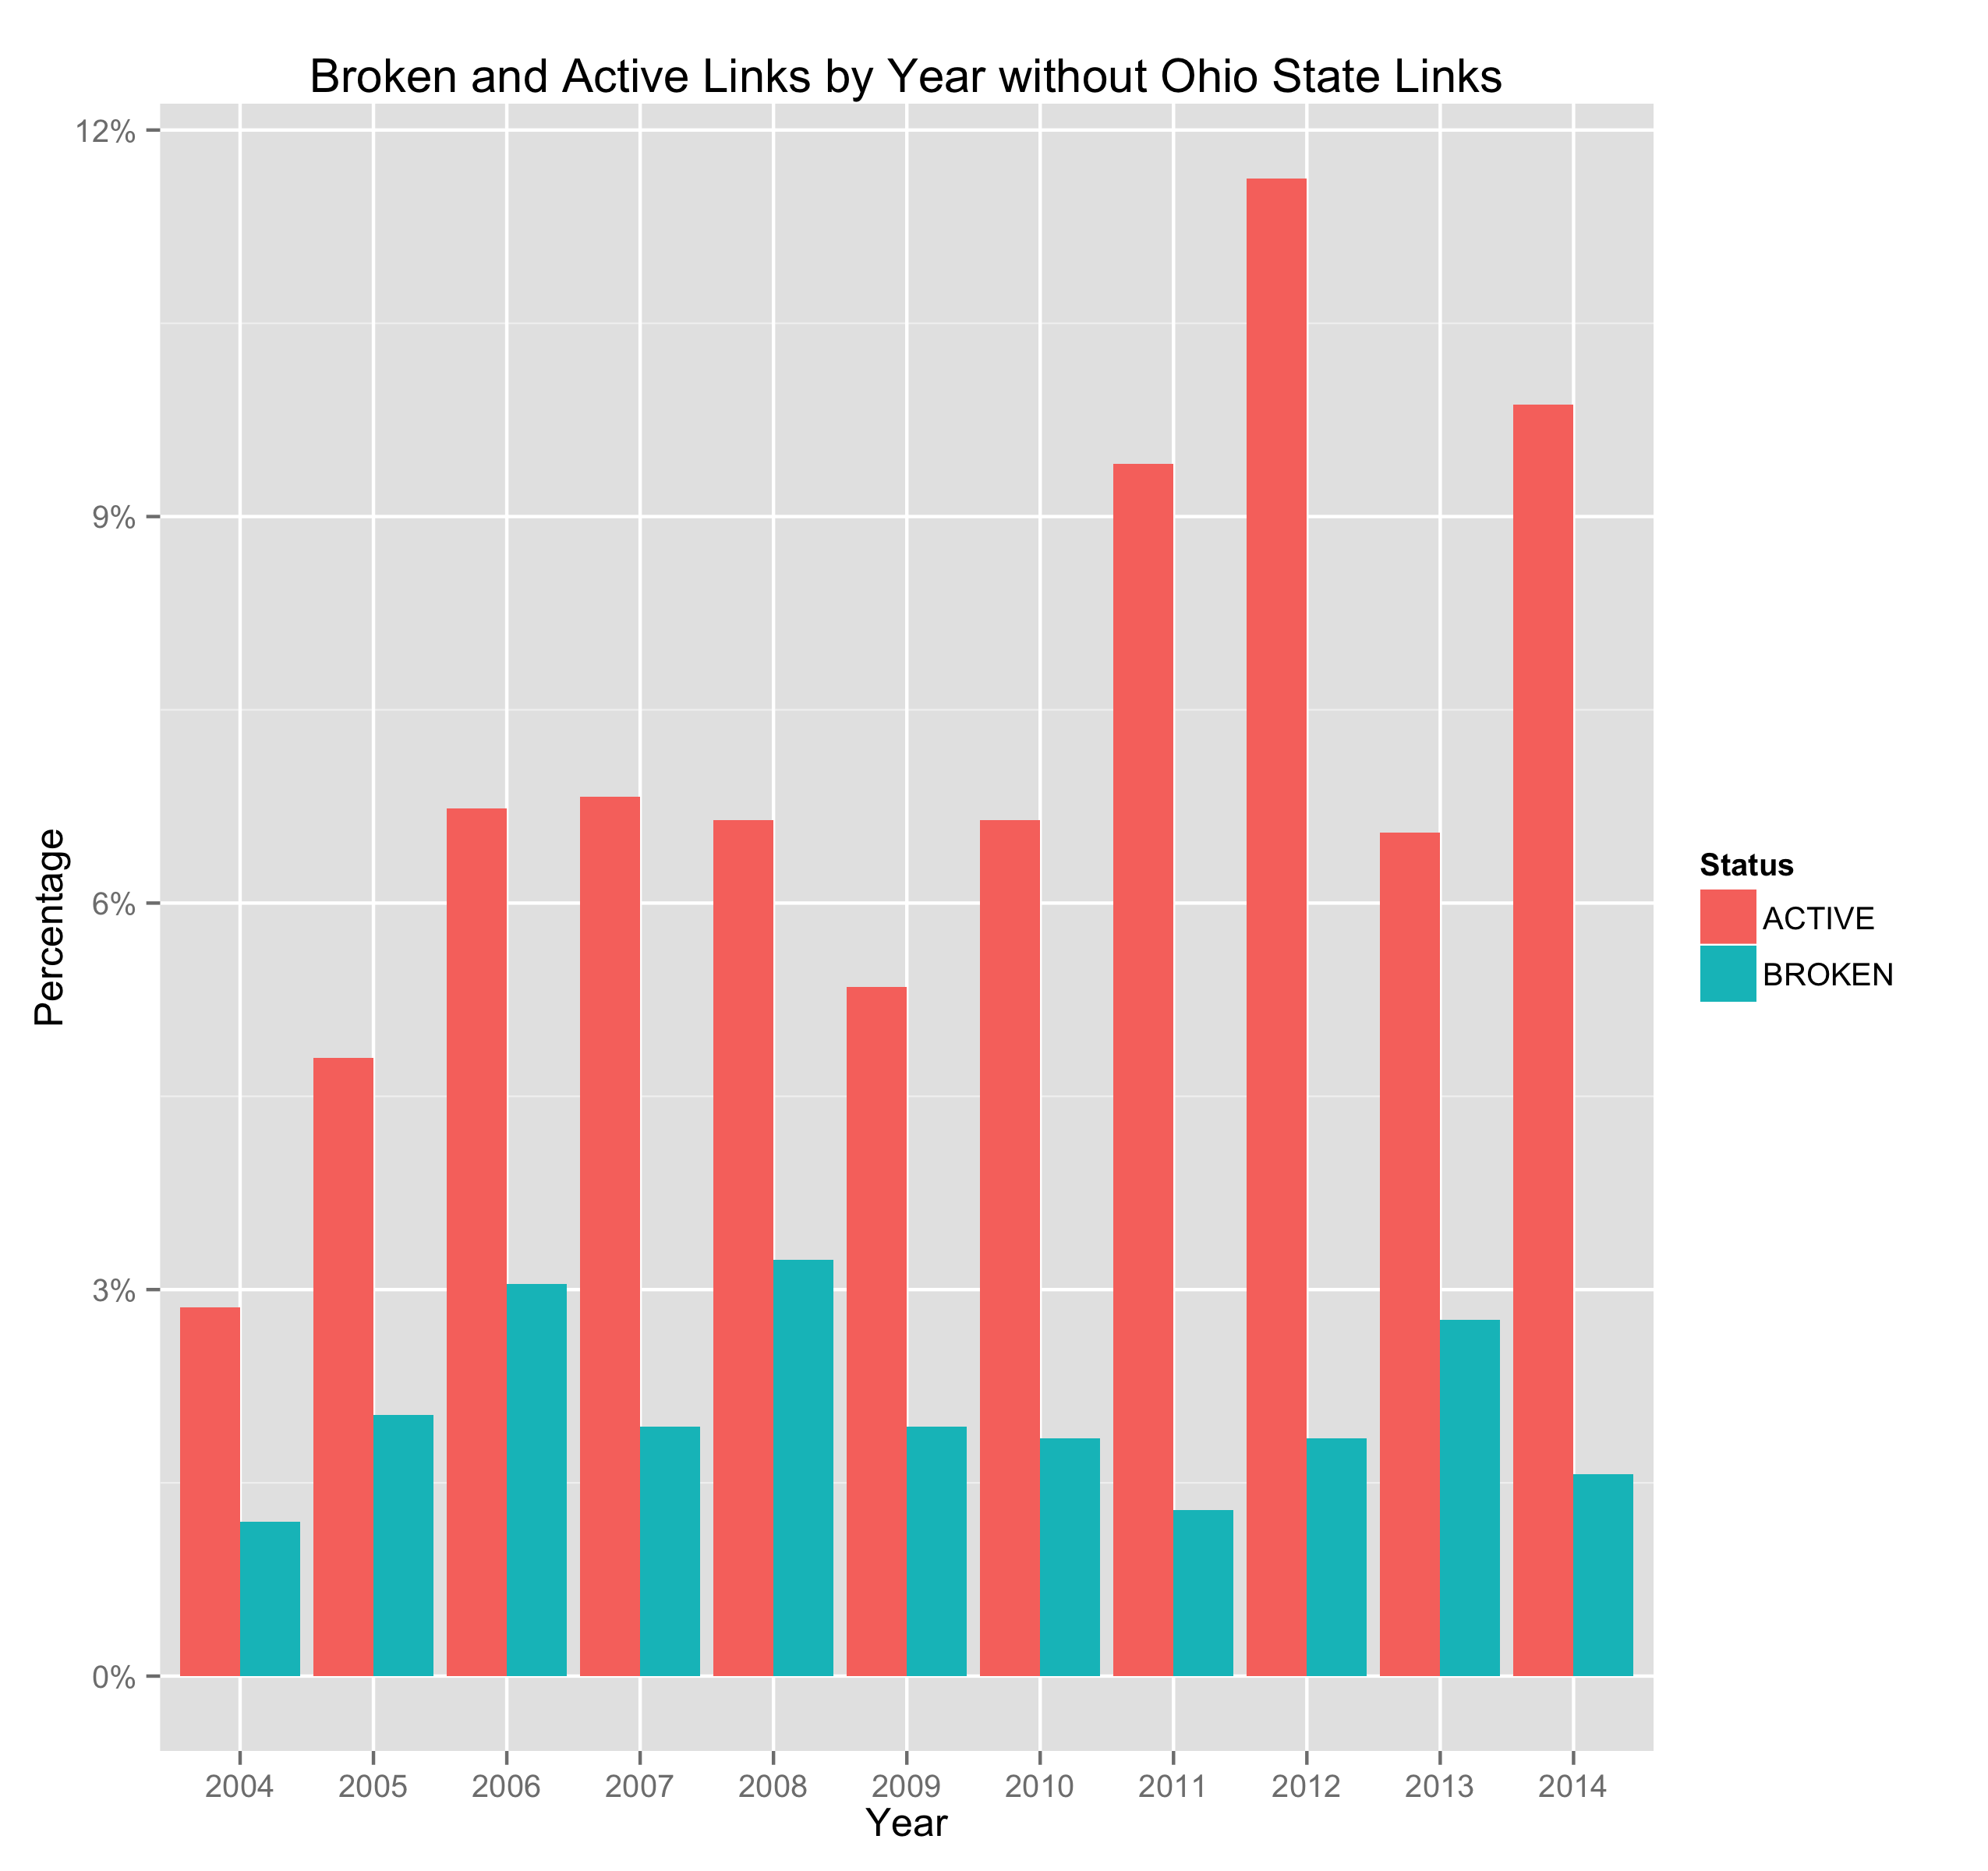 Broken and Active Links by Year without Ohio State Links
12%
9%
6%
3%
0%
Percentage
2004 2005 2006 2007 2008 2009 2010 2011 2012 2013 2014
Year
Status
ACTIVE
BROKEN